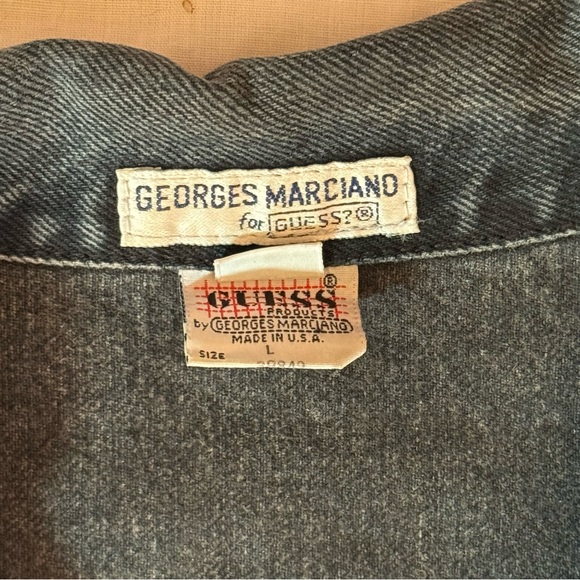 GEORGES MARCIANO
for GUESS?®
GUESS®
PRODUCTS
by GEORGES MARCIANO
MADE IN U.S.A.
SIZE L